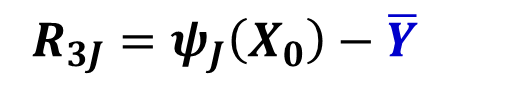 R₃J = ψJ(X₀) − Y̅